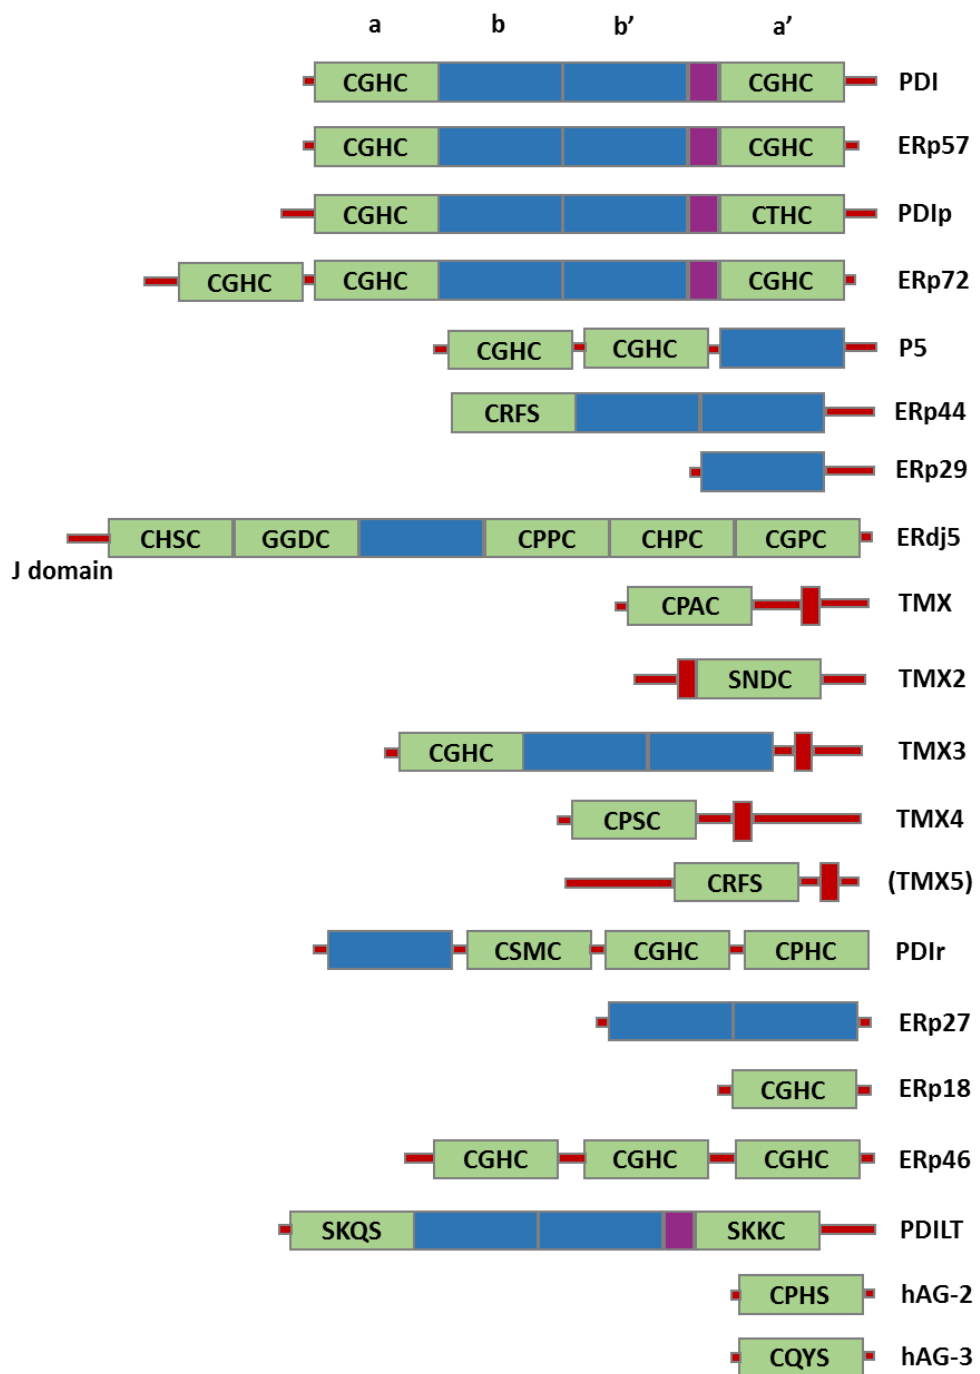 a b b’ a’
CGHC CGHC PDI
CGHC CGHC ERp57
CGHC CTHC PDIp
CGHC CGHC CGHC ERp72
CGHC CGHC P5
CRFS ERp44
ERp29
CHSC GGDC CPPC CHPC CGPC ERdj5
J domain
CPAC TMX
SNDC TMX2
CGHC TMX3
CPSC TMX4
CRFS (TMX5)
CSMC CGHC CPHC PDIr
ERp27
CGHC ERp18
CGHC CGHC CGHC ERp46
SKQS SKKC PDILT
CPHS hAG-2
CQYS hAG-3